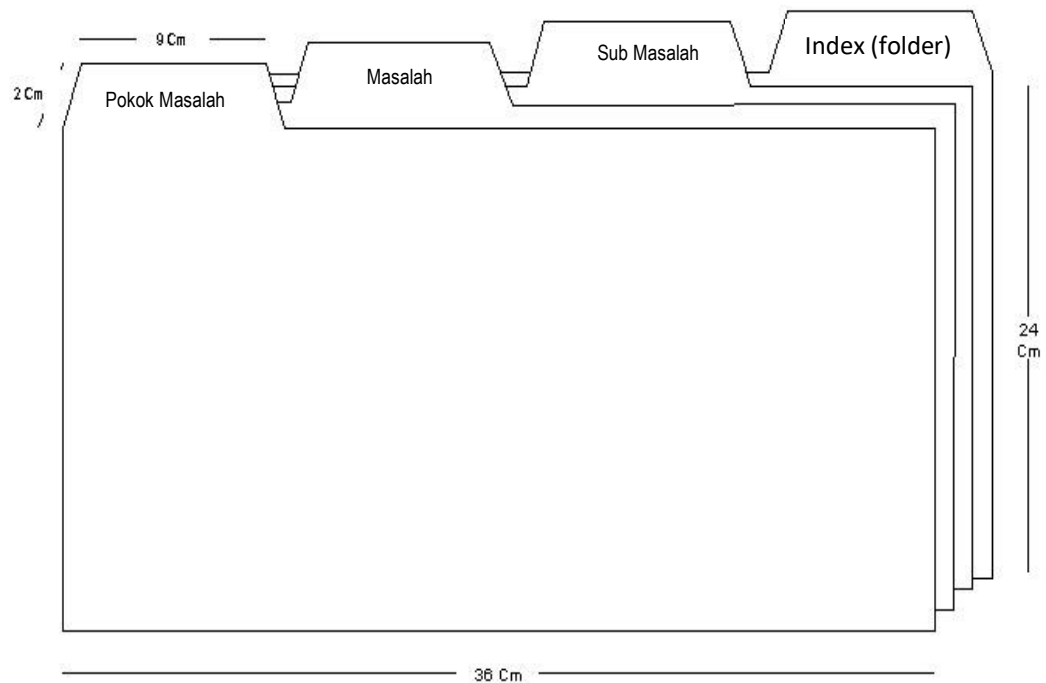 9 Cm
Index (folder)
Sub Masalah
Masalah
2 Cm
Pokok Masalah
24
Cm
36 Cm